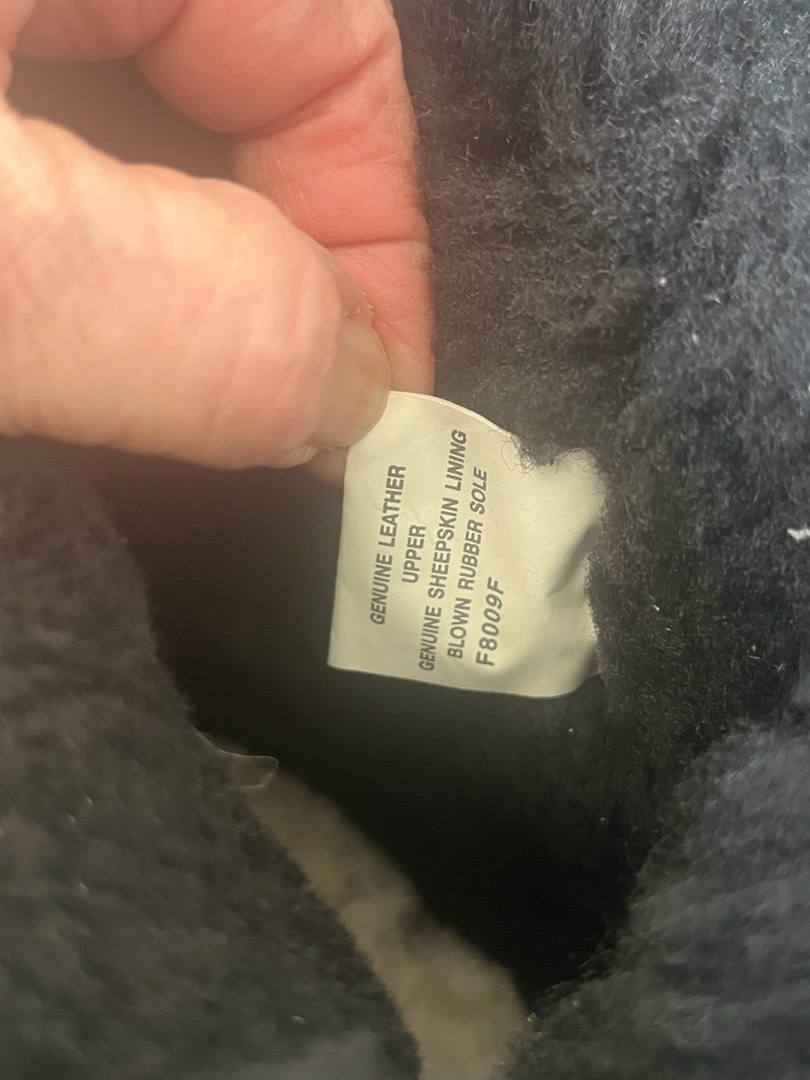 GENUINE LEATHER
UPPER
GENUINE SHEEPSKIN LINING
BLOWN RUBBER SOLE
F8009F